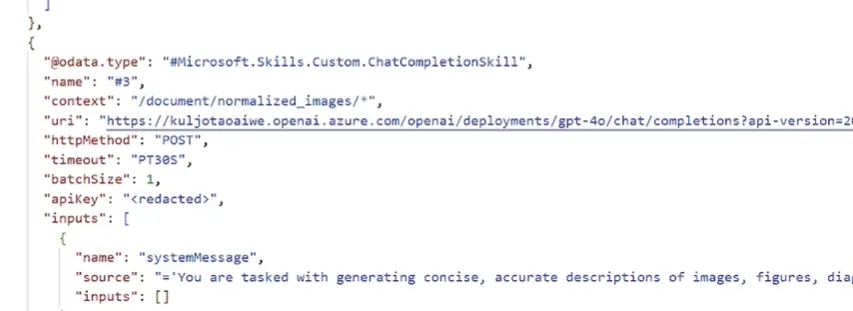 ]
},
{
"@odata.type": "#Microsoft.Skills.Custom.ChatCompletionSkill",
"name": "#3",
"context": "/document/normalized_images/*",
"uri": "https://kuljotaoaiwe.openai.azure.com/openai/deployments/gpt-4o/chat/completions?api-version=20
"httpMethod": "POST",
"timeout": "PT30S",
"batchSize": 1,
"apiKey": "<redacted>",
"inputs": [
{
"name": "systemMessage",
"source": "='You are tasked with generating concise, accurate descriptions of images, figures, dia
"inputs": []